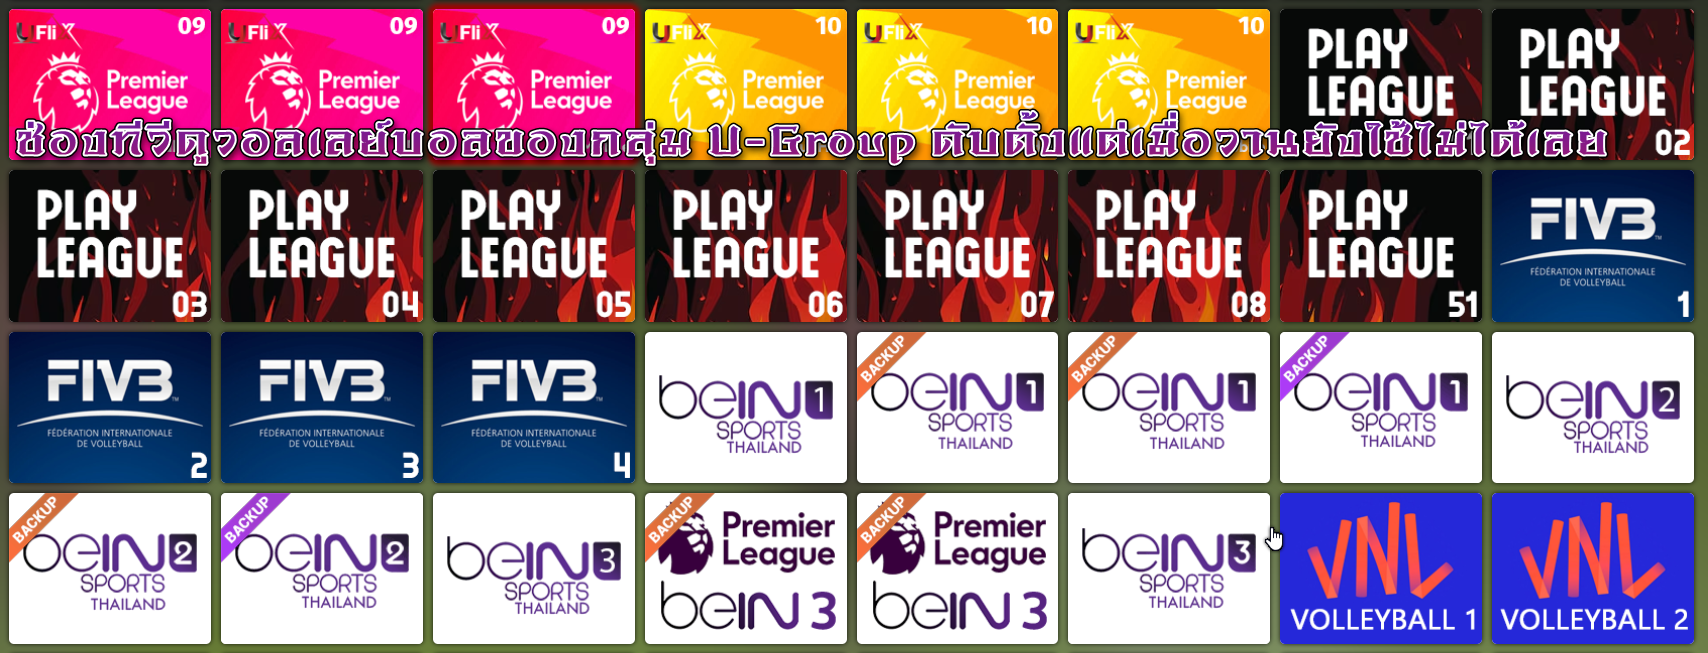 UFliX 09 UFliX 09 UFliX 09 UFliX 10 UFliX 10 UFliX 10
Premier League Premier League Premier League Premier League Premier League Premier League PLAY LEAGUE PLAY LEAGUE
ช่องทีวีดูวอลเลย์บอลของกลุ่ม U-Group ดับตั้งแต่เมื่อวานยังใช้ไม่ได้เลย
02
PLAY LEAGUE 03
PLAY LEAGUE 04
PLAY LEAGUE 05
PLAY LEAGUE 06
PLAY LEAGUE 07
PLAY LEAGUE 08
PLAY LEAGUE 51
FIVB TM FÉDÉRATION INTERNATIONALE DE VOLLEYBALL 1
FIVB TM FÉDÉRATION INTERNATIONALE DE VOLLEYBALL 2
FIVB TM FÉDÉRATION INTERNATIONALE DE VOLLEYBALL 3
FIVB TM FÉDÉRATION INTERNATIONALE DE VOLLEYBALL 4
beIN 1 SPORTS THAILAND
BACKUP beIN 1 SPORTS THAILAND
BACKUP beIN 1 SPORTS THAILAND
BACKUP beIN 1 SPORTS THAILAND
beIN 2 SPORTS THAILAND
BACKUP beIN 2 SPORTS THAILAND
BACKUP beIN 2 SPORTS THAILAND
beIN 3 SPORTS THAILAND
BACKUP Premier League beIN 3
BACKUP Premier League beIN 3
beIN 3 SPORTS THAILAND
VNL VOLLEYBALL 1
VNL VOLLEYBALL 2